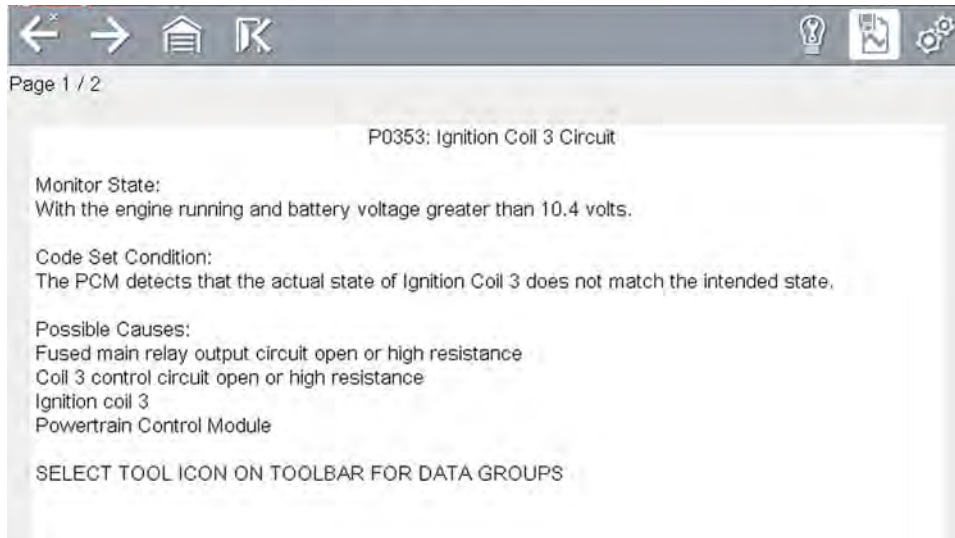 Page 1 / 2
P0353: Ignition Coil 3 Circuit
Monitor State:
With the engine running and battery voltage greater than 10.4 volts.
Code Set Condition:
The PCM detects that the actual state of Ignition Coil 3 does not match the intended state.
Possible Causes:
Fused main relay output circuit open or high resistance
Coil 3 control circuit open or high resistance
Ignition coil 3
Powertrain Control Module
SELECT TOOL ICON ON TOOLBAR FOR DATA GROUPS